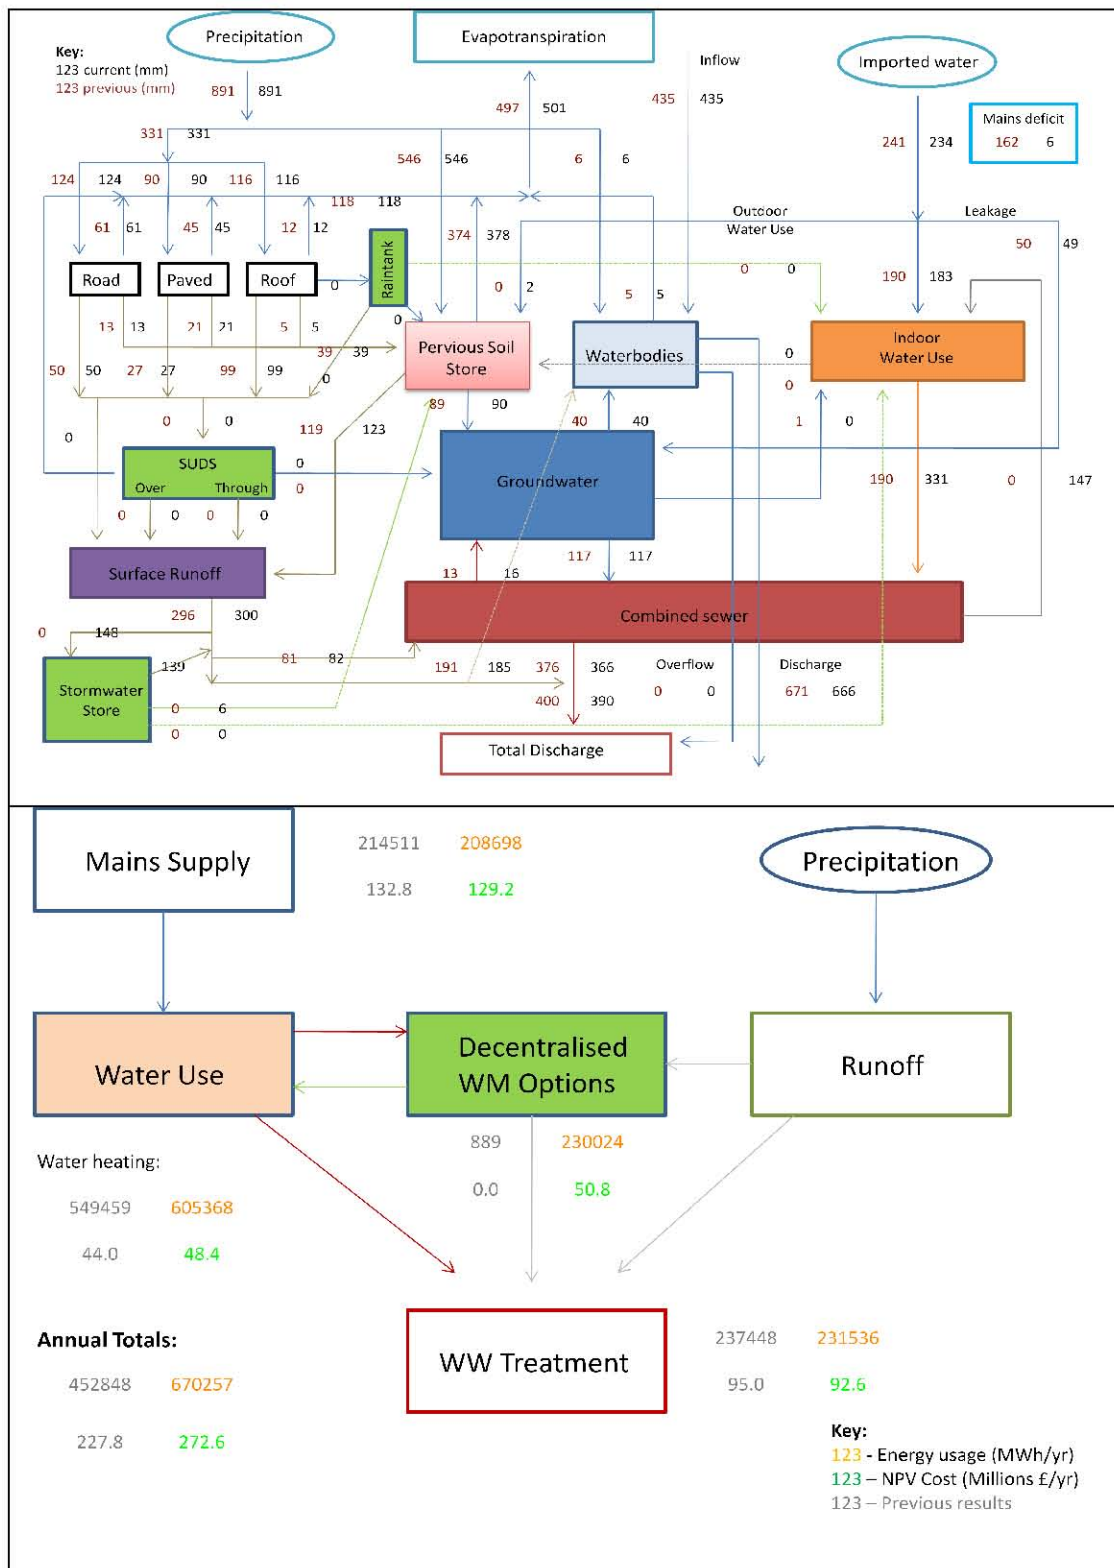 Precipitation
Evapotranspiration
Key:
123 current (mm)
123 previous (mm)
Inflow
Imported water
891 891
497 501
435 435
Mains deficit
162 6
241 234
331 331
546 546
6 6
124 124 90 90 116 116
118 118
Outdoor
Water Use
Leakage
61 61 45 45 12 12
374 378
50 49
Raintank
0 0
190 183
Road
Paved
Roof
0
0 2
5 5
0
13 13 21 21 5 5
Pervious Soil
Store
Waterbodies
0
Indoor
Water Use
39 39
50 50 27 27 99 99
0
0
89 90
40 40
1 0
0 0
119 123
0
SUDS
Over Through
0
0
Groundwater
190 331
0 147
0 0 0 0
117 117
Surface Runoff
13 16
296 300
Combined sewer
0 148
139
81 82
191 185
376 366
Overflow
Discharge
0 0
671 666
Stormwater
Store
0 6
0 0
400 390
Total Discharge
Mains Supply
214511 208698
132.8 129.2
Precipitation
Water Use
Decentralised
WM Options
Runoff
889 230024
0.0 50.8
Water heating:
549459 605368
44.0 48.4
Annual Totals:
452848 670257
227.8 272.6
WW Treatment
237448 231536
95.0 92.6
Key:
123 - Energy usage (MWh/yr)
123 – NPV Cost (Millions £/yr)
123 – Previous results